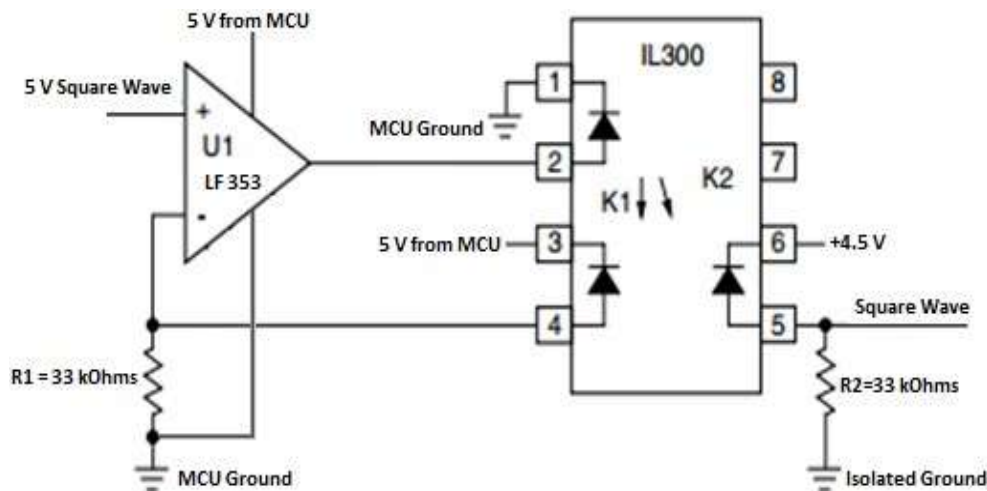 5 V from MCU
5 V Square Wave
+
U1
LF 353
-
IL300
1
8
MCU Ground
2
7
K1
K2
5 V from MCU
3
6
+4.5 V
4
5
Square Wave
R1 = 33 kOhms
R2=33 kOhms
MCU Ground
Isolated Ground